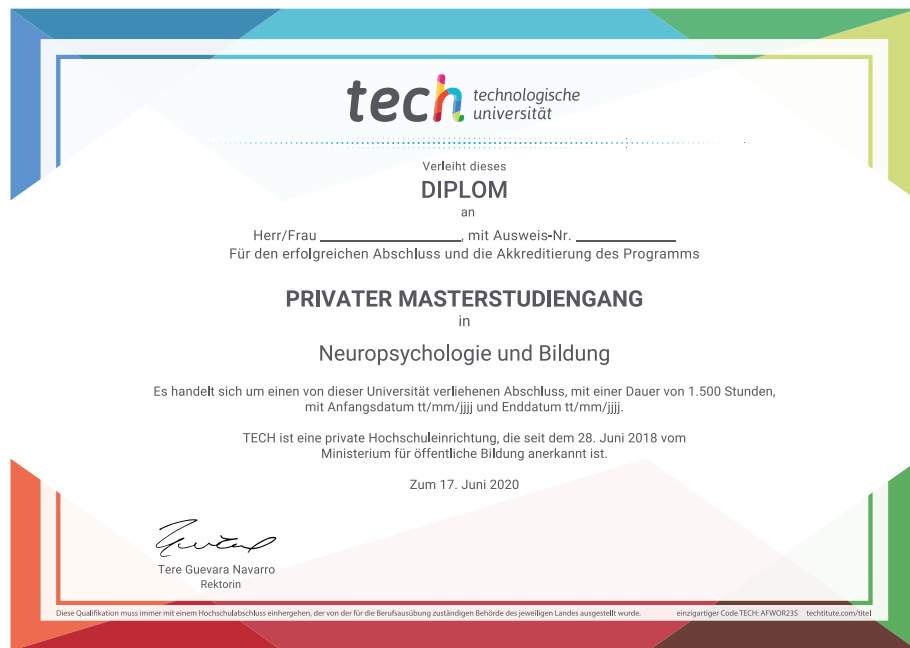 tech technologische
universität
Verleiht dieses
DIPLOM
an
Herr/Frau ____________________, mit Ausweis-Nr. ______________
Für den erfolgreichen Abschluss und die Akkreditierung des Programms
PRIVATER MASTERSTUDIENGANG
in
Neuropsychologie und Bildung
Es handelt sich um einen von dieser Universität verliehenen Abschluss, mit einer Dauer von 1.500 Stunden,
mit Anfangsdatum tt/mm/jjjj und Enddatum tt/mm/jjjj.
TECH ist eine private Hochschuleinrichtung, die seit dem 28. Juni 2018 vom
Ministerium für öffentliche Bildung anerkannt ist.
Zum 17. Juni 2020
Tere Guevara Navarro
Rektorin
Diese Qualifikation muss immer mit einem Hochschulabschluss einhergehen, der von der für die Berufsausübung zuständigen Behörde des jeweiligen Landes ausgestellt wurde. einzigartiger Code TECH: AFWOR23S techtitute.com/titel